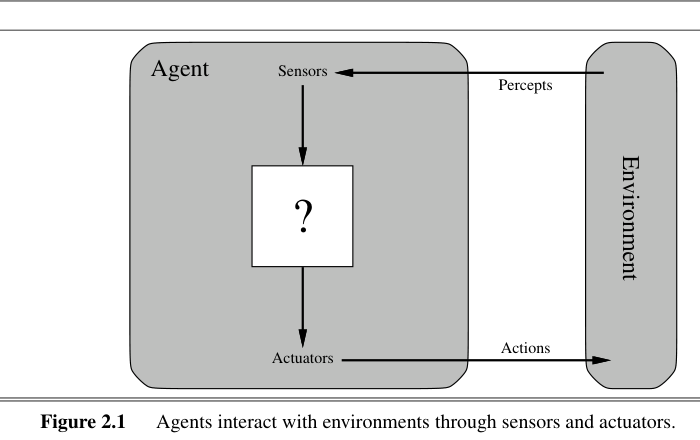 Agent
Sensors
Percepts
?
Environment
Actuators
Actions
Figure 2.1 Agents interact with environments through sensors and actuators.